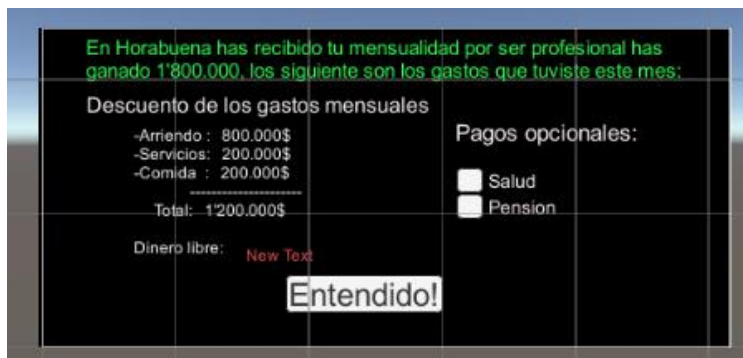 En Horabuena has recibido tu mensualidad por ser profesional has
ganado 1'800.000, los siguiente son los gastos que tuviste este mes:
Descuento de los gastos mensuales
-Arriendo : 800.000$
-Servicios: 200.000$
-Comida : 200.000$
--------------------
Total: 1'200.000$
Dinero libre:
New Text
Pagos opcionales:
Salud
Pension
Entendido!